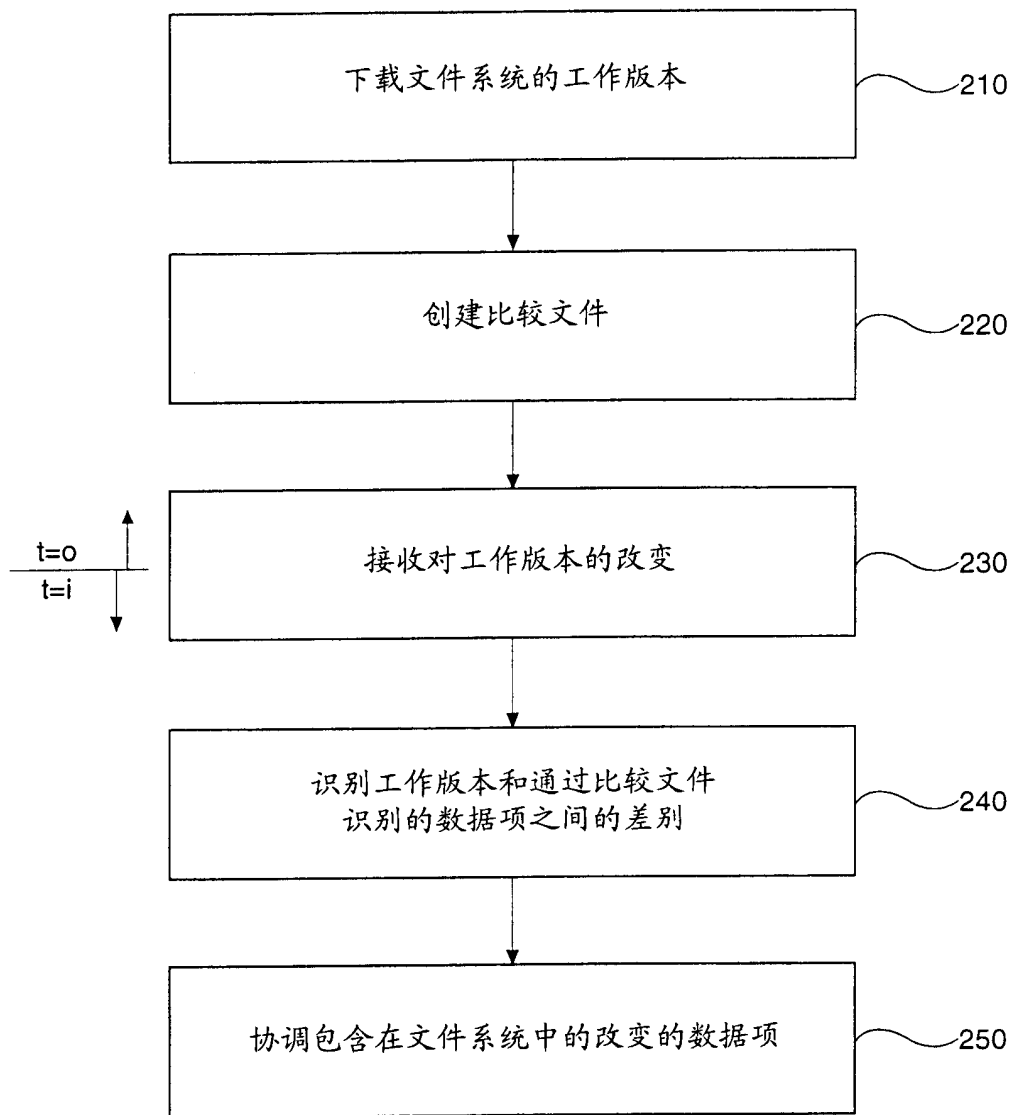 下载文件系统的工作版本
210
创建比较文件
220
接收对工作版本的改变
230
t=o
t=i
识别工作版本和通过比较文件
识别的数据项之间的差别
240
协调包含在文件系统中的改变的数据项
250